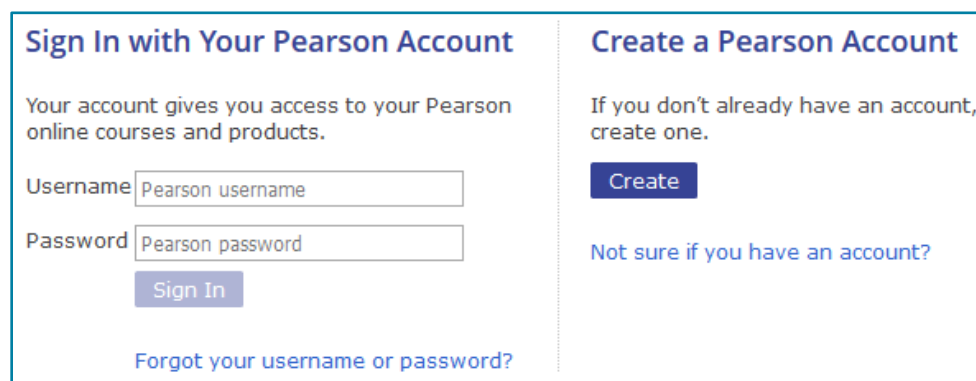 Sign In with Your Pearson Account
Your account gives you access to your Pearson
online courses and products.
Username Pearson username
Password Pearson password
Sign In
Forgot your username or password?
Create a Pearson Account
If you don't already have an account,
create one.
Create
Not sure if you have an account?